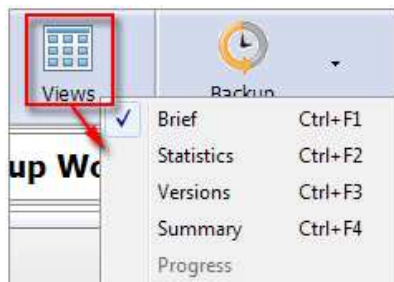 Views Backup
Brief Ctrl+F1
Statistics Ctrl+F2
up Wo
Versions Ctrl+F3
Summary Ctrl+F4
Progress